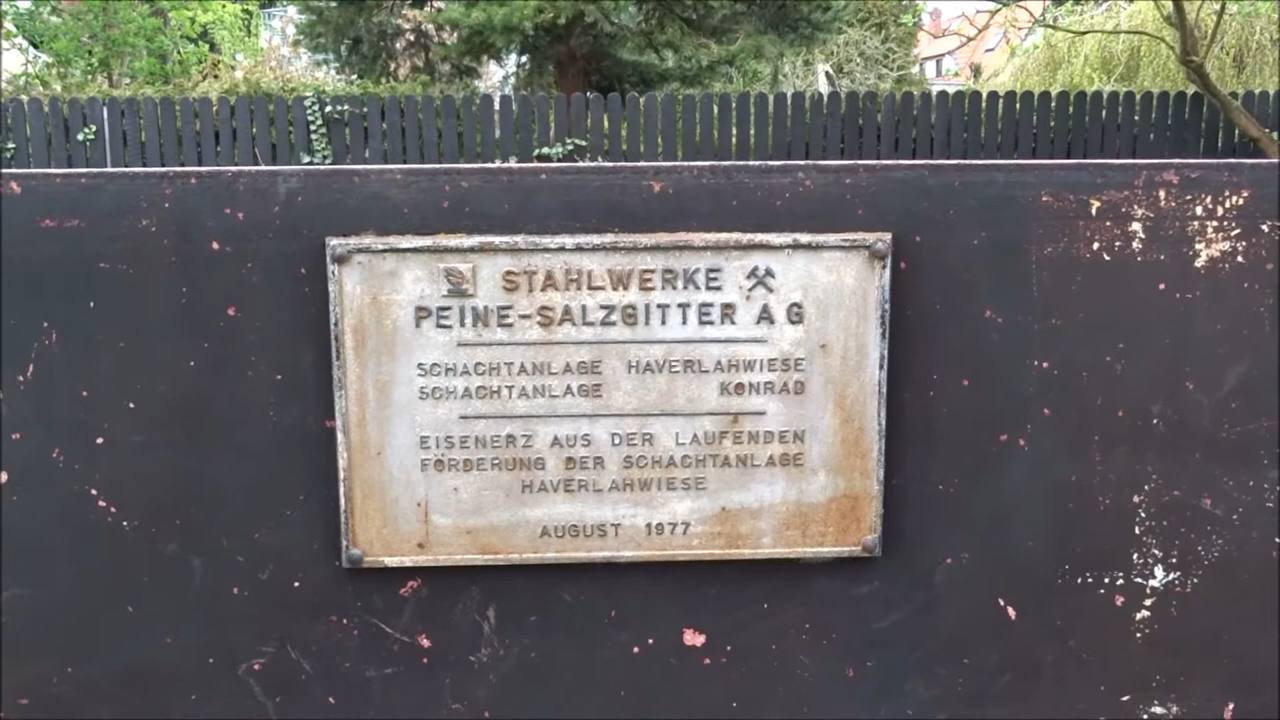 STAHLWERKE
PEINE-SALZGITTER AG
SCHACHTANLAGE HAVERLAHWIESE
SCHACHTANLAGE KONRAD
EISENERZ AUS DER LAUFENDEN
FÖRDERUNG DER SCHACHTANLAGE
HAVERLAHWIESE
AUGUST 1977